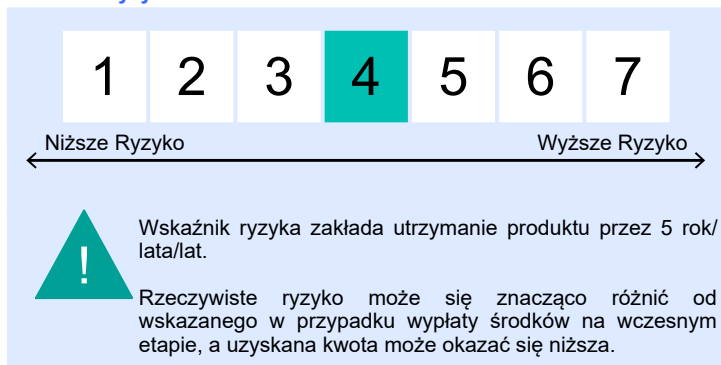 1 2 3 4 5 6 7
Niższe Ryzyko Wyższe Ryzyko
!
Wskaźnik ryzyka zakłada utrzymanie produktu przez 5 rok/
lata/lat.
Rzeczywiste ryzyko może się znacząco różnić od
wskazanego w przypadku wypłaty środków na wczesnym
etapie, a uzyskana kwota może okazać się niższa.